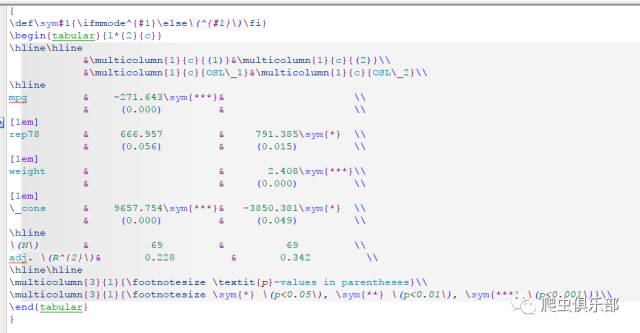 {
\def\sym#1{\ifmmode^{#1}\else\(^{#1}\)\fi}
\begin{tabular}{l*{2}{c}}
\hline\hline
&\multicolumn{1}{c}{(1)}&\multicolumn{1}{c}{(2)}\\
&\multicolumn{1}{c}{OSL\_1}&\multicolumn{1}{c}{OSL\_2}\\
\hline
mpg & -271.643\sym{***}& \\
& (0.000) & \\
[1em]
rep78 & 666.957 & 791.385\sym{*} \\
& (0.056) & (0.015) \\
[1em]
weight & & 2.408\sym{***}\\
& & (0.000) \\
[1em]
\_cons & 9657.754\sym{***}& -3850.381\sym{*} \\
& (0.000) & (0.049) \\
\hline
\(N\) & 69 & 69 \\
adj. \(R^{2}\)& 0.228 & 0.342 \\
\hline\hline
\multicolumn{3}{l}{\footnotesize \textit{p}-values in parentheses}\\
\multicolumn{3}{l}{\footnotesize \sym{*} \(p<0.05\), \sym{**} \(p<0.01\), \sym{***} \(p<0.001\)}\\
\end{tabular}
}
爬虫俱乐部